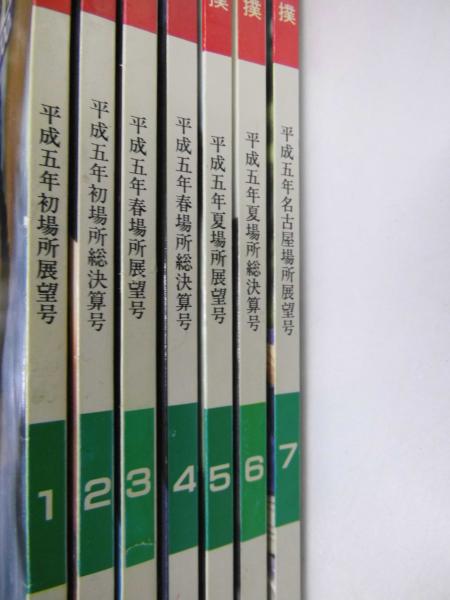 平成五年初場所展望号
1
平成五年初場所総決算号
2
平成五年春場所展望号
3
平成五年春場所総決算号
4
撲
平成五年夏場所展望号
5
撲
平成五年夏場所総決算号
6
撲
平成五年名古屋場所展望号
7